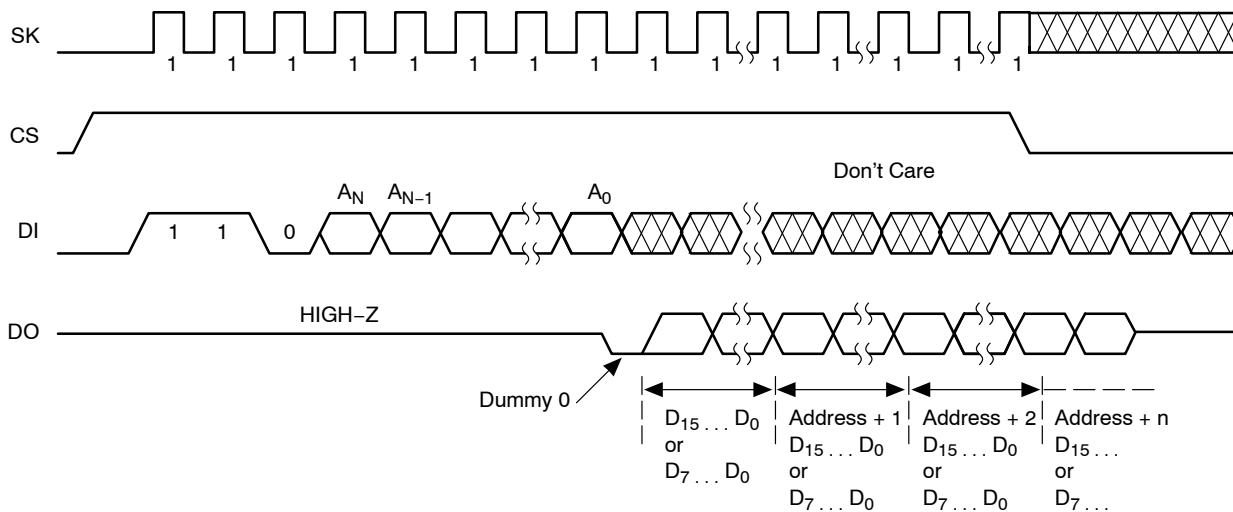 SK
1 1 1 1 1 1 1 1 1 1 1 1 1 1 1
CS
Don't Care
A_N A_N−1 A_0
DI
1 1 0
HIGH−Z
DO
Dummy 0
D_15 . . . D_0
or
D_7 . . . D_0
Address + 1
D_15 . . . D_0
or
D_7 . . . D_0
Address + 2
D_15 . . . D_0
or
D_7 . . . D_0
Address + n
D_15 . . .
or
D_7 . . .